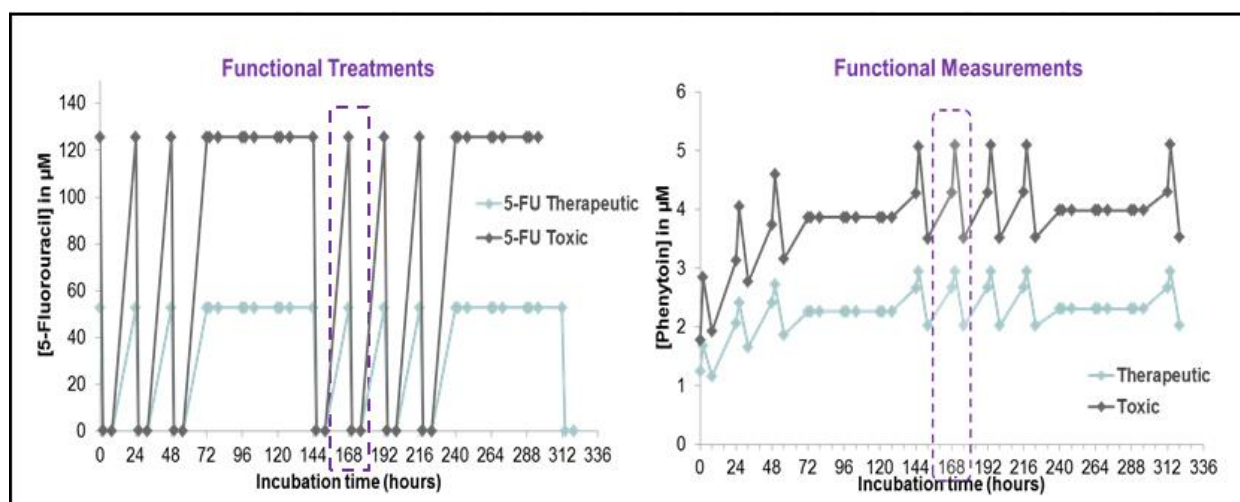 Functional Treatments
[5-Fluorouracil] in µM
140
120
100
80
60
40
20
0
5-FU Therapeutic
5-FU Toxic
0 24 48 72 96 120 144 168 192 216 240 264 288 312 336
Incubation time (hours)
Functional Measurements
[Phenytoin] in µM
6
5
4
3
2
1
0
Therapeutic
Toxic
0 24 48 72 96 120 144 168 192 216 240 264 288 312 336
Incubation time (hours)